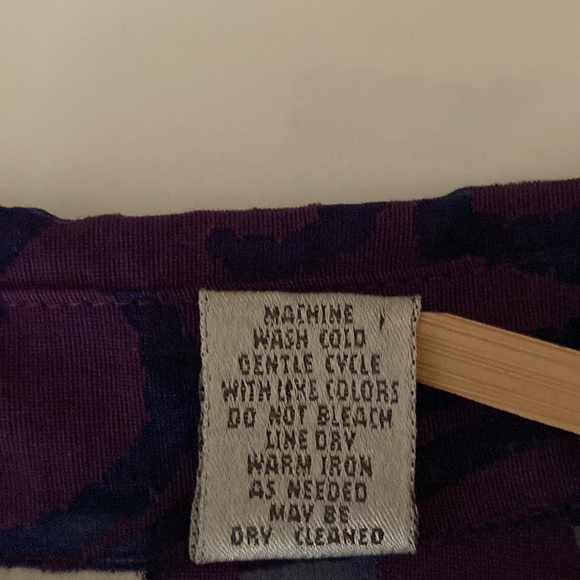 MACHINE
WASH COLD
GENTLE CYCLE
WITH LIKE COLORS
DO NOT BLEACH
LINE DRY
WARM IRON
AS NEEDED
MAY BE
DRY CLEANED